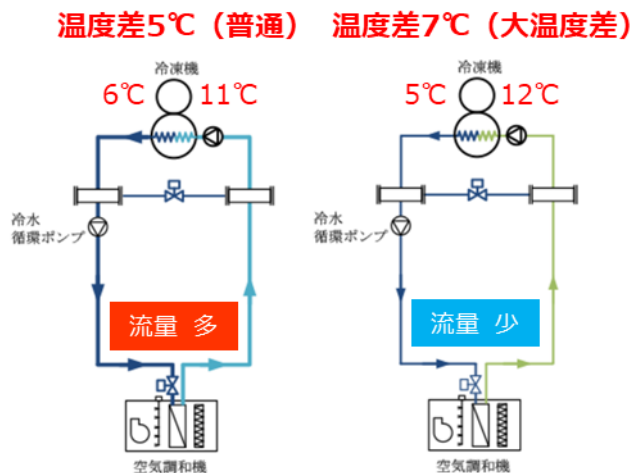 温度差5℃（普通）
冷凍機
6℃
11℃
冷水
循環ポンプ
流量 多
空気調和機
温度差7℃（大温度差）
冷凍機
5℃
12℃
冷水
循環ポンプ
流量 少
空気調和機